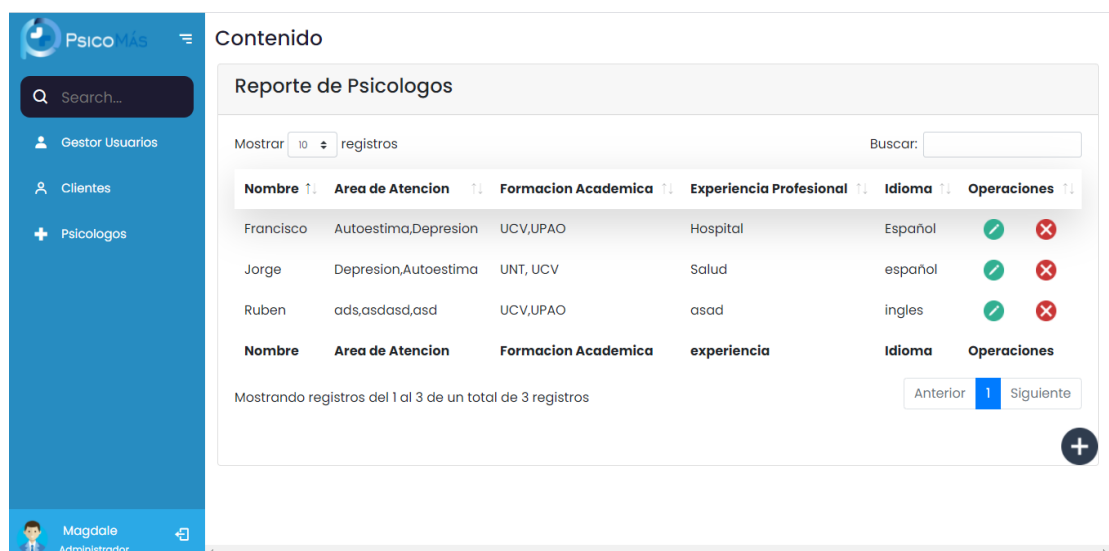 PsicoMás
Contenido
Search...
Gestor Usuarios
Clientes
Psicologos
Reporte de Psicologos
Mostrar 10 registros
Buscar:
Nombre Area de Atencion Formacion Academica Experiencia Profesional Idioma Operaciones
Francisco Autoestima,Depresion UCV,UPAO Hospital Español
Jorge Depresion,Autoestima UNT, UCV Salud español
Ruben ads,asdasd,asd UCV,UPAO asad ingles
Nombre Area de Atencion Formacion Academica experiencia Idioma Operaciones
Mostrando registros del 1 al 3 de un total de 3 registros
Anterior 1 Siguiente
Magdale
Administrador